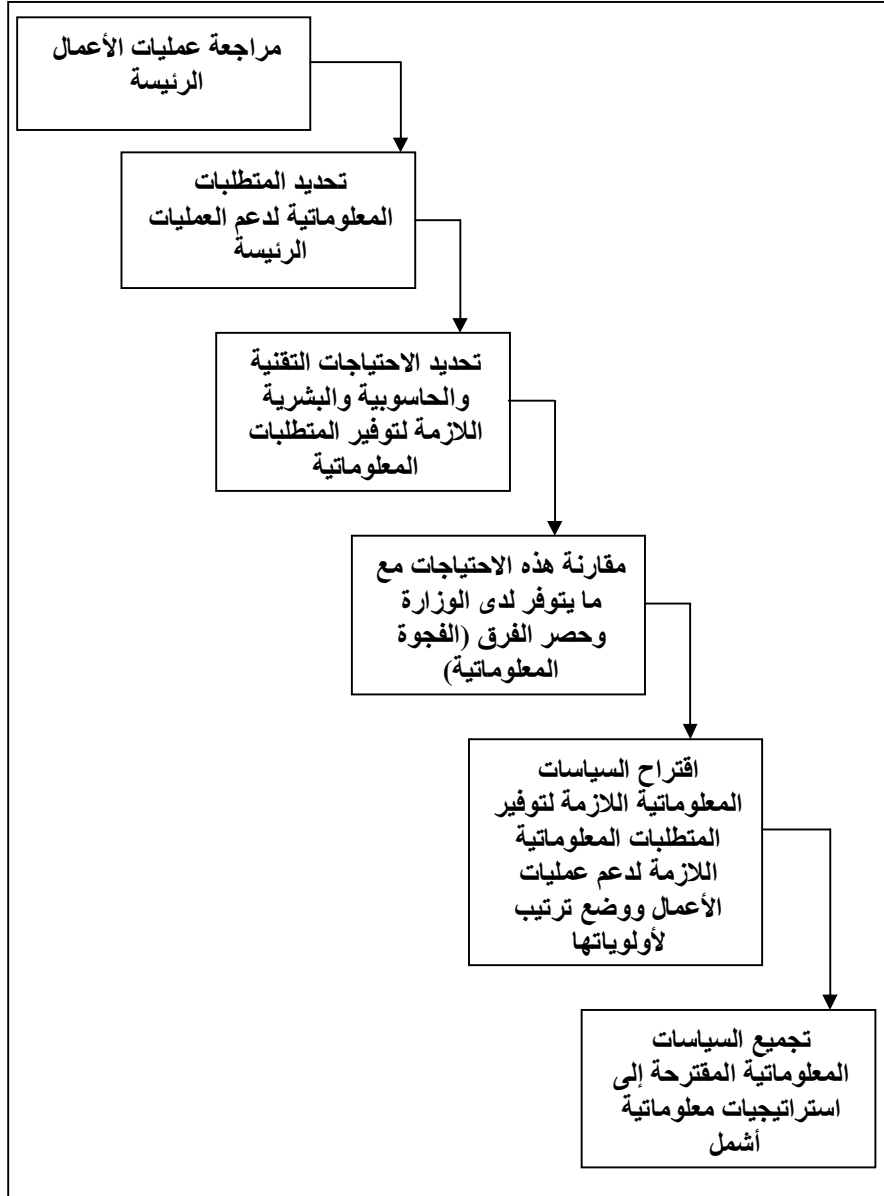 مراجعة عمليات الأعمال
الرئيسة
تحديد المتطلبات
المعلوماتية لدعم العمليات
الرئيسة
تحديد الاحتياجات التقنية
والحاسوبية والبشرية
اللازمة لتوفير المتطلبات
المعلوماتية
مقارنة هذه الاحتياجات مع
ما يتوفر لدى الوزارة
وحصر الفرق (الفجوة
المعلوماتية)
اقتراح السياسات
المعلوماتية اللازمة لتوفير
المتطلبات المعلوماتية
اللازمة لدعم عمليات
الأعمال ووضع ترتيب
لأولوياتها
تجميع السياسات
المعلوماتية المقترحة إلى
استراتيجيات معلوماتية
أشمل